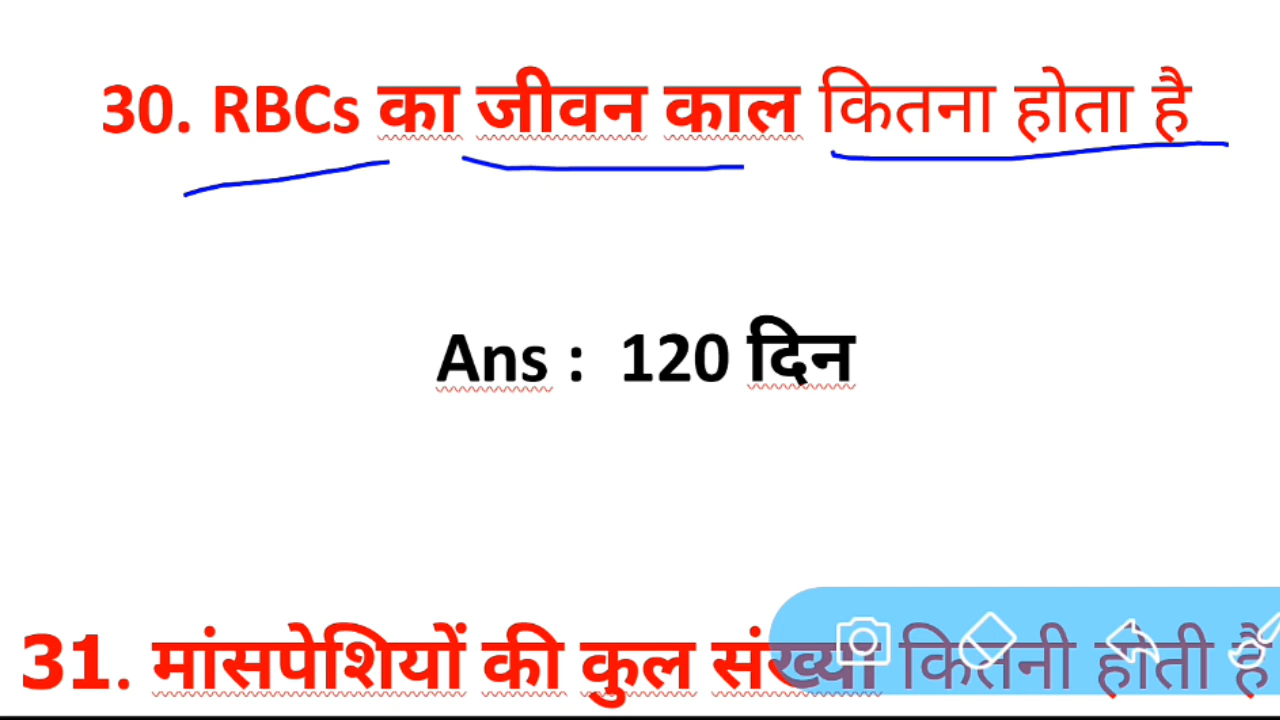 30. RBCs का जीवन काल कितना होता है
Ans : 120 दिन
31. मांसपेशियों की कुल संख्या कितनी होती हैं